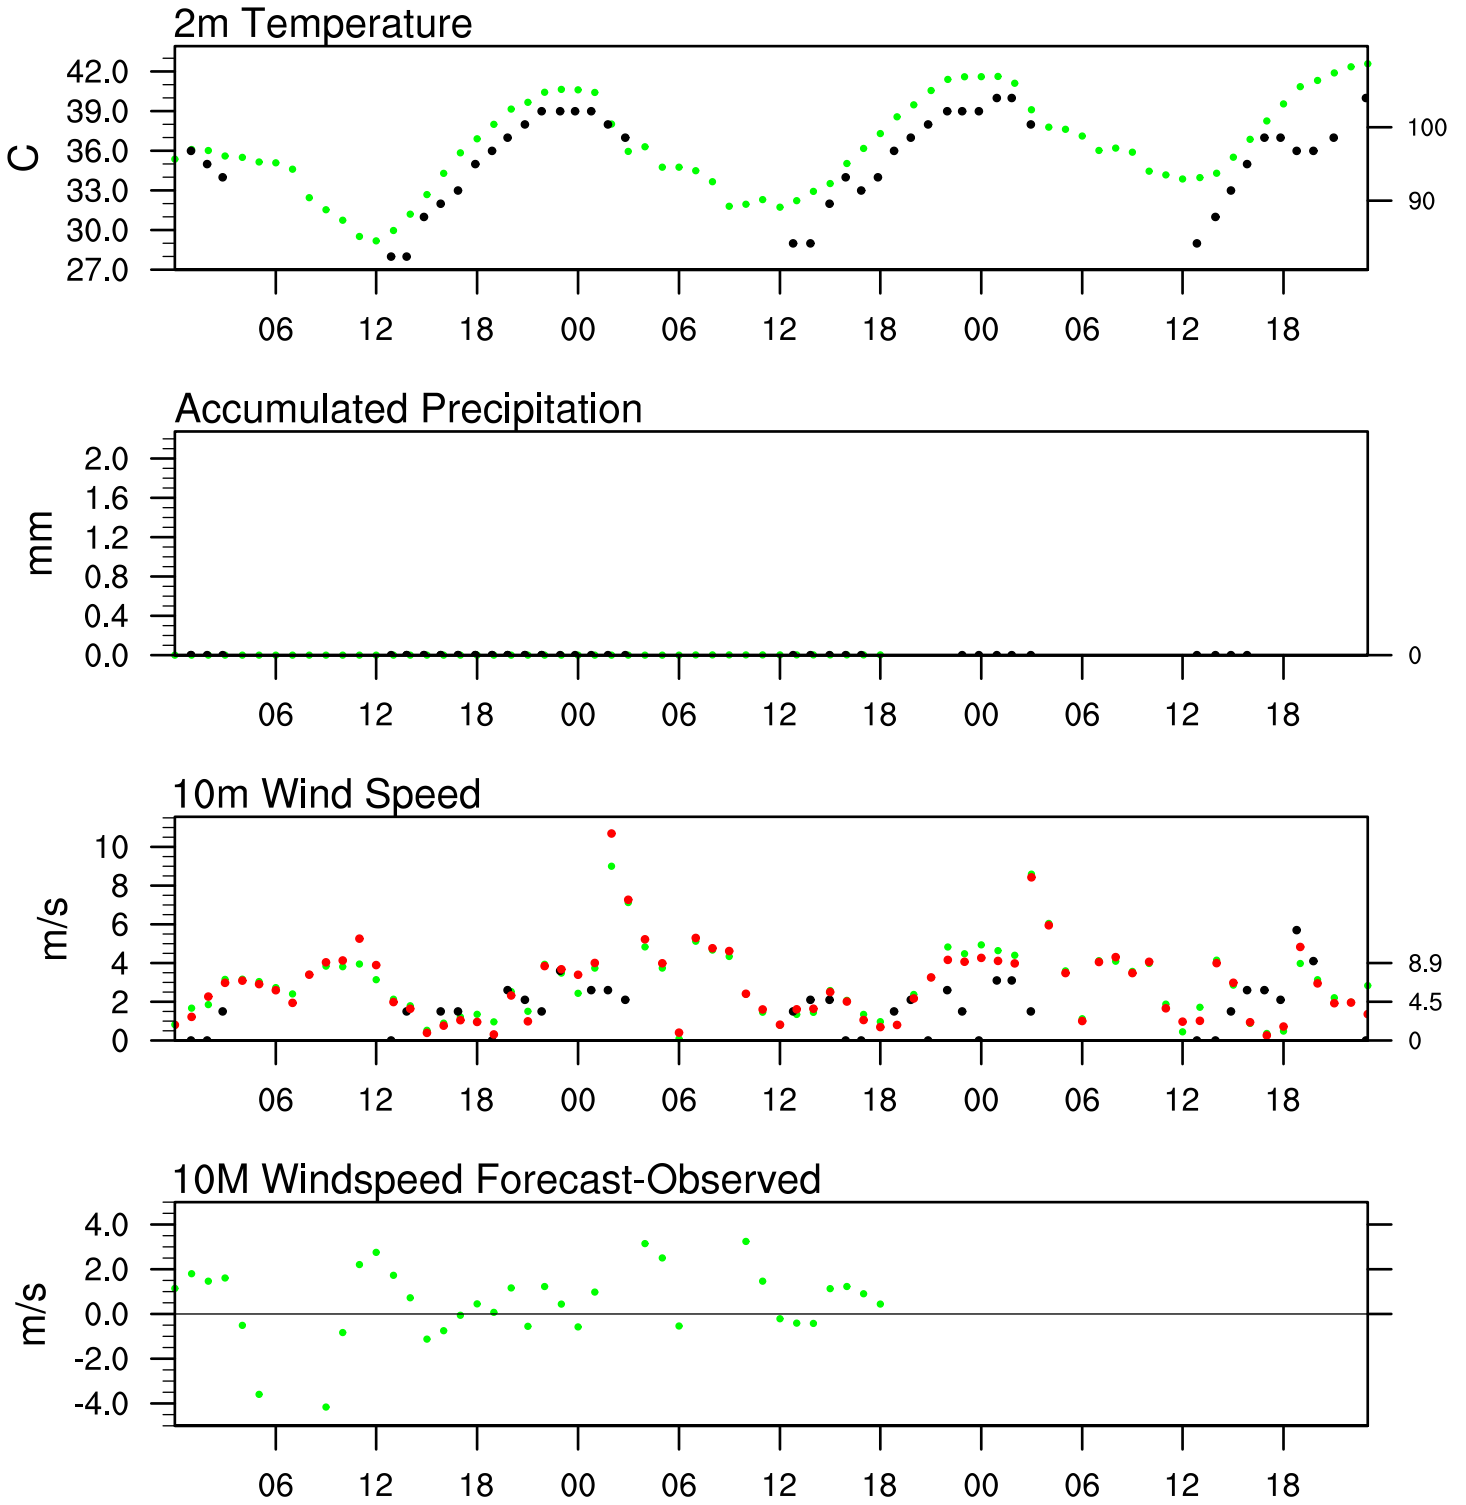 2m Temperature
42.0
39.0
36.0
33.0
30.0
27.0
C
100
90
06 12 18 00 06 12 18 00 06 12 18
Accumulated Precipitation
2.0
1.6
1.2
0.8
0.4
0.0
mm
0
06 12 18 00 06 12 18 00 06 12 18
10m Wind Speed
10
8
6
4
2
0
m/s
8.9
4.5
0
06 12 18 00 06 12 18 00 06 12 18
10M Windspeed Forecast-Observed
4.0
2.0
0.0
-2.0
-4.0
m/s
06 12 18 00 06 12 18 00 06 12 18